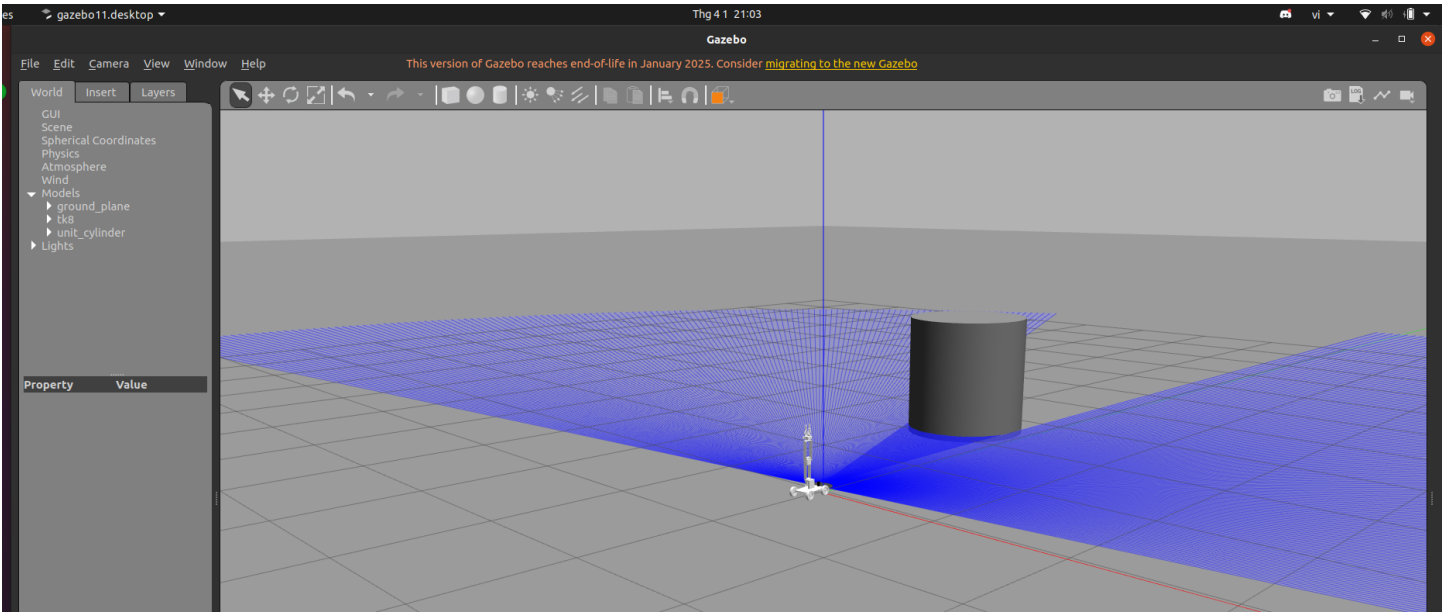 es gazebo11.desktop Thg 4 1 21:03 vi
Gazebo
File Edit Camera View Window Help This version of Gazebo reaches end-of-life in January 2025. Consider migrating to the new Gazebo
World Insert Layers
LOG
GUI
Scene
Spherical Coordinates
Physics
Atmosphere
Wind
Models
ground_plane
tk8
unit_cylinder
Lights
Property Value